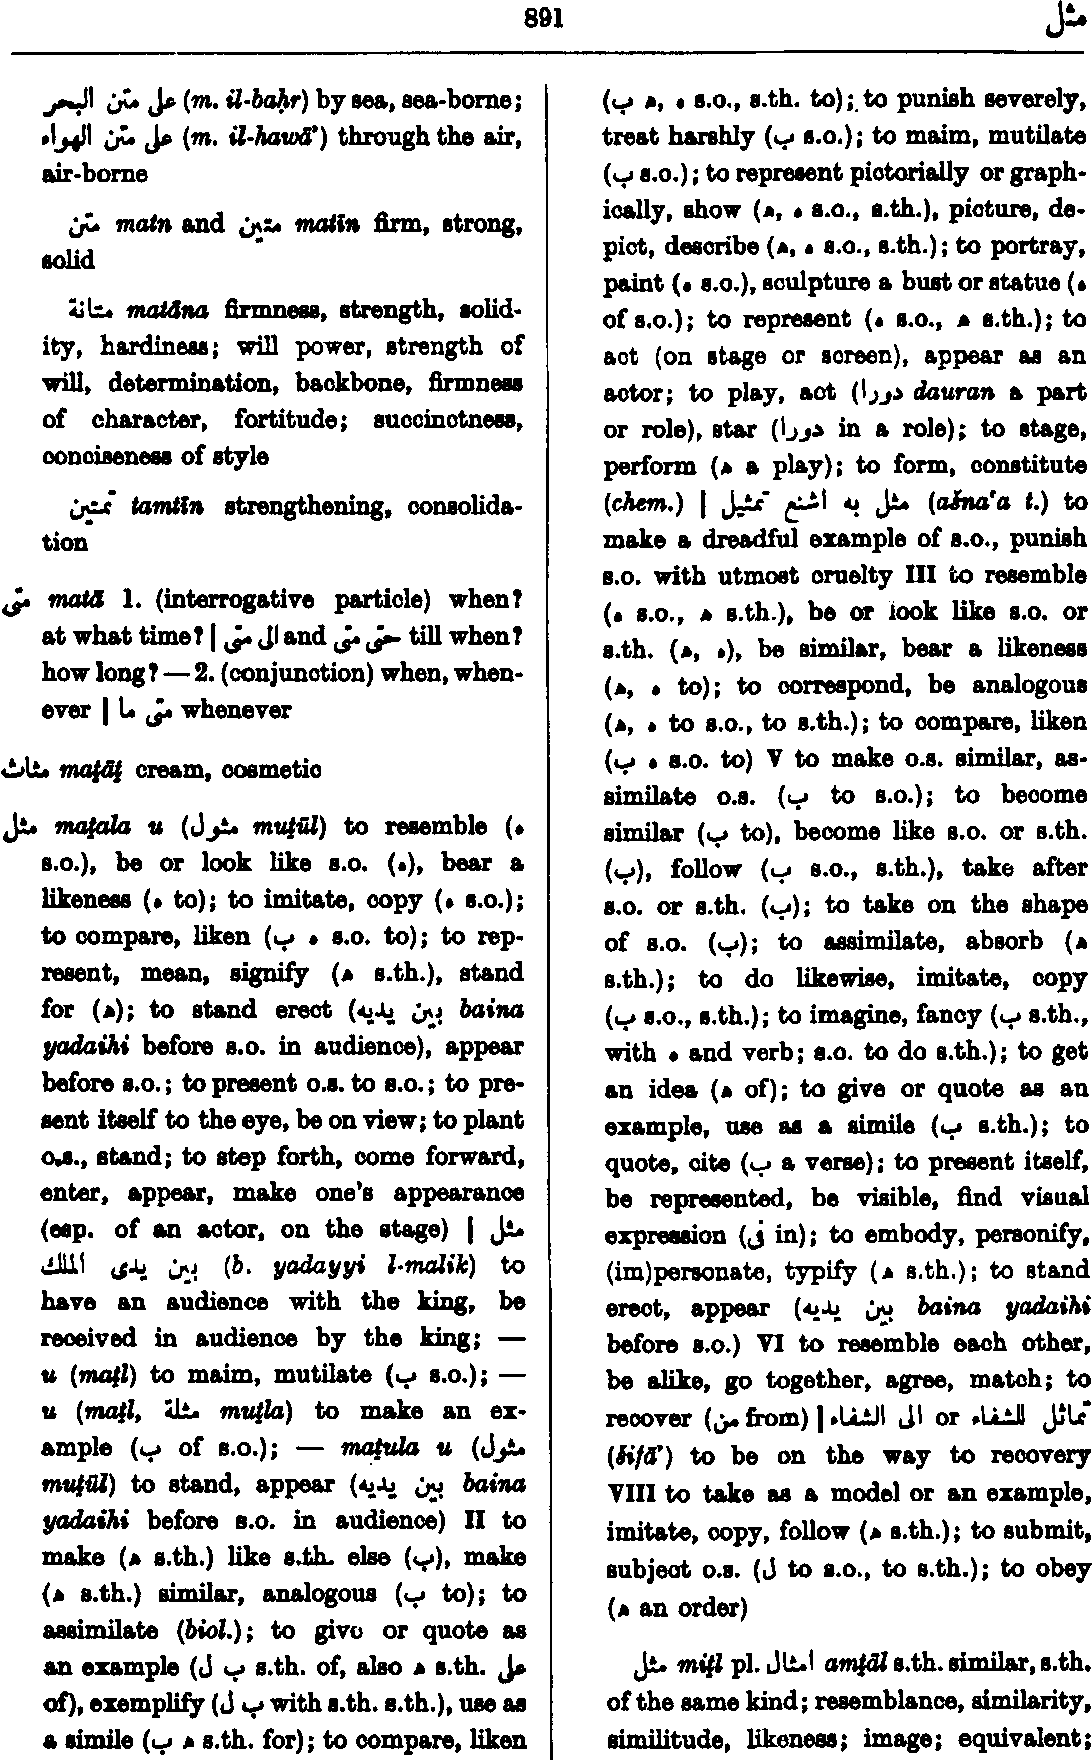 891
مثل
على متن البحر (m. il-baḥr) by sea, sea-borne;
على متن الهواء (m. il-hawā’) through the air,
air-borne
متن matn and متين matīn firm, strong,
solid
متانة matāna firmness, strength, solid-
ity, hardiness; will power, strength of
will, determination, backbone, firmness
of character, fortitude; succinctness,
conciseness of style
تمتين tamtīn strengthening, consolida-
tion
متى matā 1. (interrogative particle) when?
at what time? | الى متى and حتى متى till when?
how long? — 2. (conjunction) when, when-
ever | متى ما whenever
مثاث maṯāṯ cream, cosmetic
مثل maṯala u (مثول muṯūl) to resemble (ه
s.o.), be or look like s.o. (ه), bear a
likeness (ه to); to imitate, copy (ه s.o.);
to compare, liken (ه ب s.o. to); to rep-
resent, mean, signify (ھ s.th.), stand
for (ھ); to stand erect (بين يديه baina
yadaihi before s.o. in audience), appear
before s.o.; to present o.s. to s.o.; to pre-
sent itself to the eye, be on view; to plant
o.s., stand; to step forth, come forward,
enter, appear, make one's appearance
(esp. of an actor, on the stage) | مثل
بين يدى الملك (b. yadayyi l-malik) to
have an audience with the king, be
received in audience by the king; —
u (maṯl) to maim, mutilate (ب s.o.); —
u (maṯl, مثلة muṯla) to make an ex-
ample (ب of s.o.); — maṯula u (مثول
muṯūl) to stand, appear (بين يديه baina
yadaihi before s.o. in audience) II to
make (ھ s.th.) like s.th. else (ب), make
(ھ s.th.) similar, analogous (ب to); to
assimilate (biol.); to give or quote as
an example (ل ب s.th. of, also ھ s.th. على
of), exemplify (ل ب with s.th. s.th.), use as
a simile (ب ھ s.th. for); to compare, liken
(ب ھ, ه s.o., s.th. to); to punish severely,
treat harshly (ب s.o.); to maim, mutilate
(ب s.o.); to represent pictorially or graph-
ically, show (ھ, ه s.o., s.th.), picture, de-
pict, describe (ھ, ه s.o., s.th.); to portray,
paint (ه s.o.), sculpture a bust or statue (ه
of s.o.); to represent (ه s.o., ھ s.th.); to
act (on stage or screen), appear as an
actor; to play, act (دورا dauran a part
or role), star (دورا in a role); to stage,
perform (ھ a play); to form, constitute
(chem.) | مثل به اشنع تمثيل (ašna‘a t.) to
make a dreadful example of s.o., punish
s.o. with utmost cruelty III to resemble
(ه s.o., ھ s.th.), be or look like s.o. or
s.th. (ھ, ه), be similar, bear a likeness
(ھ, ه to); to correspond, be analogous
(ھ, ه to s.o., to s.th.); to compare, liken
(ه ب s.o. to) V to make o.s. similar, as-
similate o.s. (ب to s.o.); to become
similar (ب to), become like s.o. or s.th.
(ب), follow (ب s.o., s.th.), take after
s.o. or s.th. (ب); to take on the shape
of s.o. (ب); to assimilate, absorb (ھ
s.th.); to do likewise, imitate, copy
(ب s.o., s.th.); to imagine, fancy (ب s.th.,
with ه and verb; s.o. to do s.th.); to get
an idea (ھ of); to give or quote as an
example, use as a simile (ب s.th.); to
quote, cite (ب a verse); to present itself,
be represented, be visible, find visual
expression (فى in); to embody, personify,
(im)personate, typify (ھ s.th.); to stand
erect, appear (بين يديه baina yadaihi
before s.o.) VI to resemble each other,
be alike, go together, agree, match; to
recover (من from) | تماثل للشفاء or الى الشفاء
(šifā’) to be on the way to recovery
VIII to take as a model or an example,
imitate, copy, follow (ھ s.th.); to submit,
subject o.s. (ل to s.o., to s.th.); to obey
(ھ an order)
مثل miṯl pl. امثال amṯāl s.th. similar, s.th.
of the same kind; resemblance, similarity,
similitude, likeness; image; equivalent;